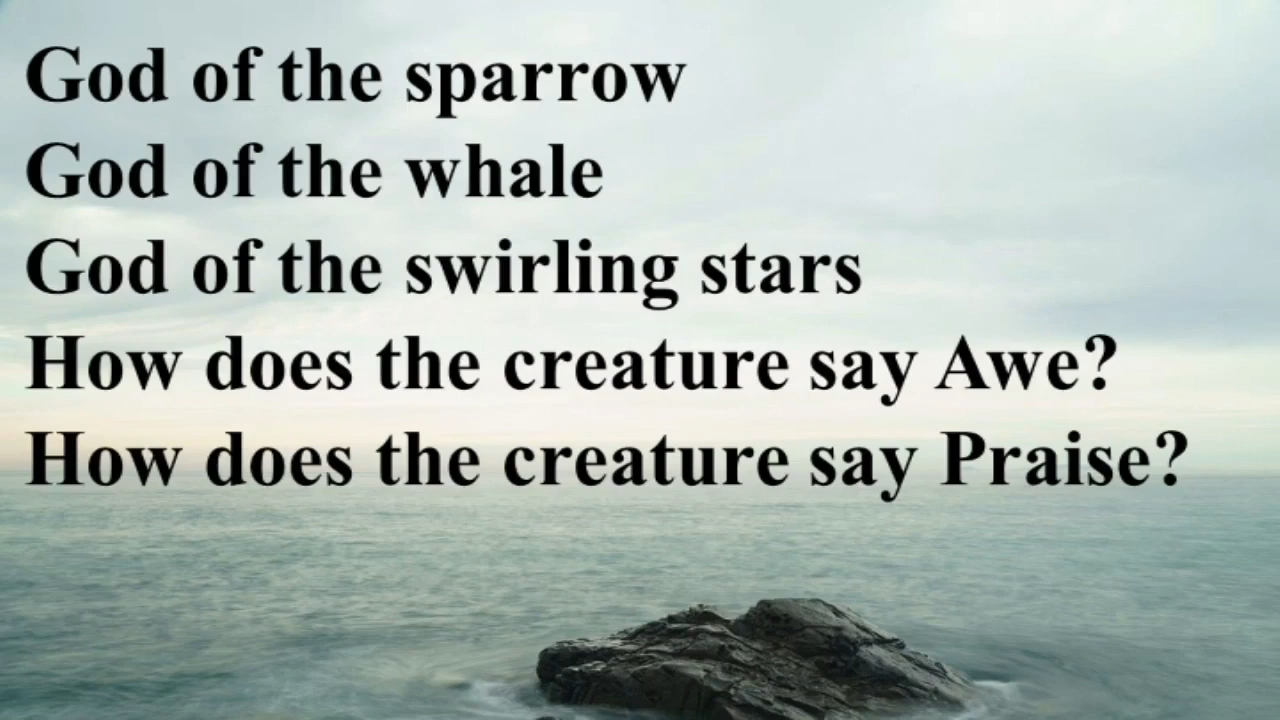 God of the sparrow
God of the whale
God of the swirling stars
How does the creature say Awe?
How does the creature say Praise?